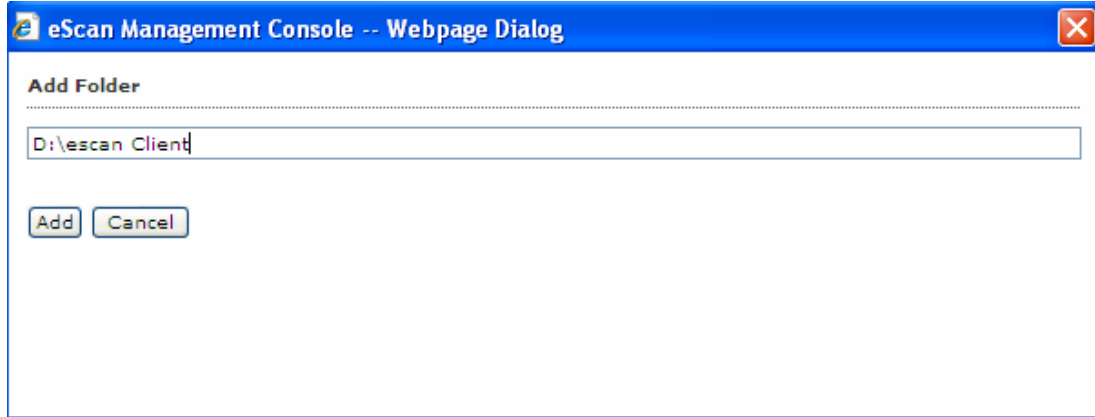 eScan Management Console -- Webpage Dialog
Add Folder
D:\escan Client
Add Cancel